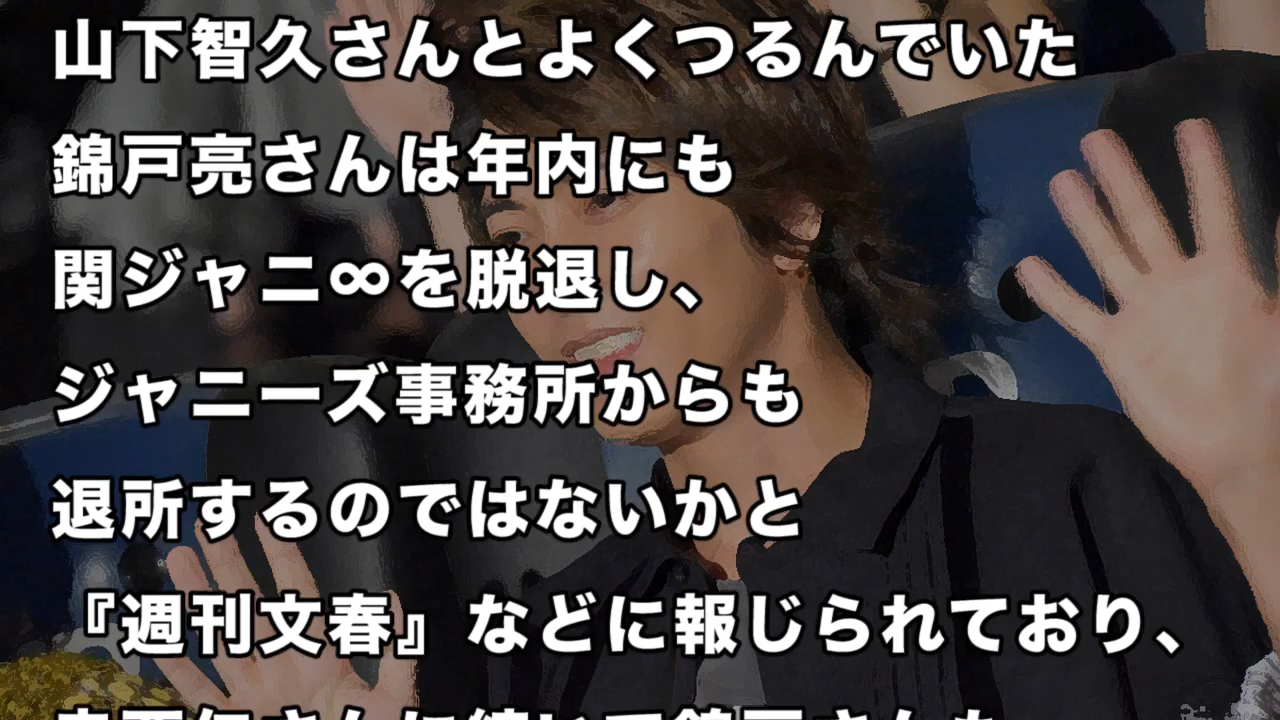 山下智久さんとよくつるんでいた
錦戸亮さんは年内にも
関ジャニ∞を脱退し、
ジャニーズ事務所からも
退所するのではないかと
『週刊文春』などに報じられており、